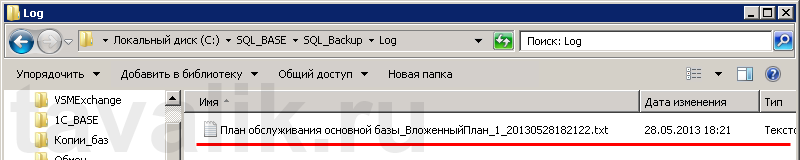 Log
Локальный диск (C:) SQL_BASE SQL_Backup Log
Поиск: Log
Упорядочить Добавить в библиотеку Общий доступ Новая папка
VSMExchange
1C_BASE
Копии_баз
Обмен
Имя Дата изменения Тип
План обслуживания основной базы_ВложенныйПлан_1_20130528182122.txt 28.05.2013 18:21 Тексто
tavalik.ru